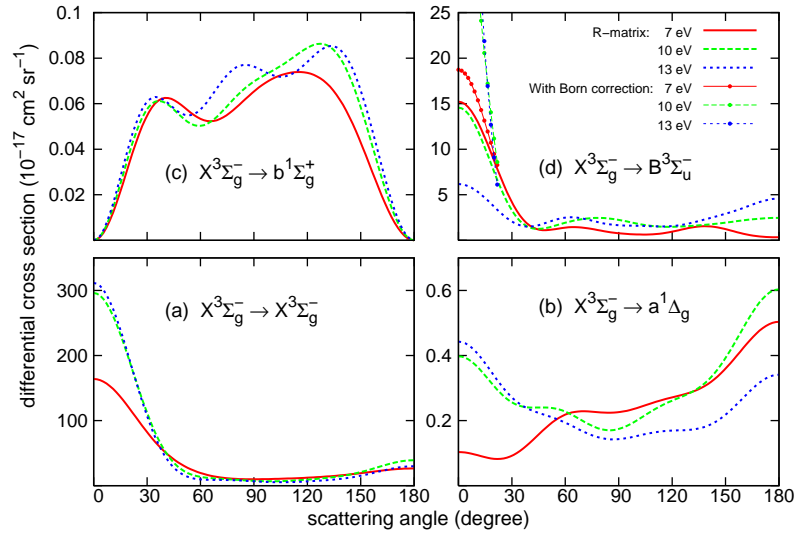 differential cross section (10⁻¹⁷ cm² sr⁻¹)
0.1
0.08
0.06
0.04
0.02
(c) X³Σg⁻ → b¹Σg⁺
25
20
15
10
5
R−matrix: 7 eV
10 eV
13 eV
With Born correction: 7 eV
10 eV
13 eV
(d) X³Σg⁻ → B³Σu⁻
300
200
100
(a) X³Σg⁻ → X³Σg⁻
0 30 60 90 120 150 180
scattering angle (degree)
0.6
0.4
0.2
(b) X³Σg⁻ → a¹Δg
0 30 60 90 120 150 180
scattering angle (degree)